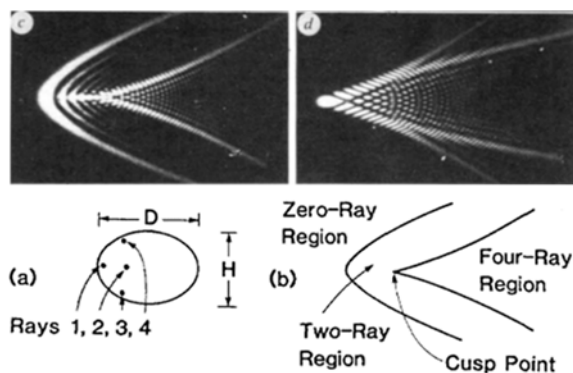 c
d
D
H
(a)
Rays 1, 2, 3, 4
Zero-Ray
Region
(b)
Four-Ray
Region
Two-Ray
Region
Cusp Point